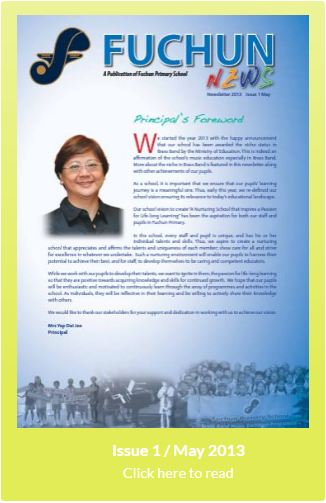 FUCHUN
A Publication of Fuchun Primary School
NEWS
Newsletter 2013 Issue 1 May
Principal's Foreword
We started the year 2013 with the happy announcement
that our school has been awarded the niche status in
Brass Band by the Ministry of Education. This is indeed an
affirmation of the school's music education especially in Brass Band.
More about the niche in Brass Band is featured in this newsletter along
with other achievements of our pupils.
As a school, it is important that we ensure that our pupils' learning
journey is a meaningful one. Thus, early this year, we re-defined our
school vision ensuring its relevance to today's educational landscape.
Our school vision to create "A Nurturing School that Inspires a Passion
for Life-long Learning" has been the aspiration for both our staff and
pupils in Fuchun Primary.
In the school, every staff and pupil is unique, and has his or her
individual talents and skills. Thus, we aspire to create a nurturing
school that appreciates and affirms the talents and uniqueness of each member; show care for all and strive
for excellence in whatever we undertake. Such a nurturing environment will enable our pupils to harness their
potential to achieve their best, and for staff, to develop themselves to be caring and competent educators.
While we work with our pupils to develop their talents, we want to ignite in them, the passion for life-long learning
so that they are positive towards acquiring knowledge and skills for continued growth. We hope that our pupils
will be enthusiastic and motivated to continuously learn through the array of programmes and activities in the
school. As individuals, they will be reflective in their learning and be willing to actively share their knowledge
with others.
We would like to thank our stakeholders for your support and dedication in working with us to achieve our vision.
Mrs Yep Dai Jee
Principal
Issue 1 / May 2013
Click here to read